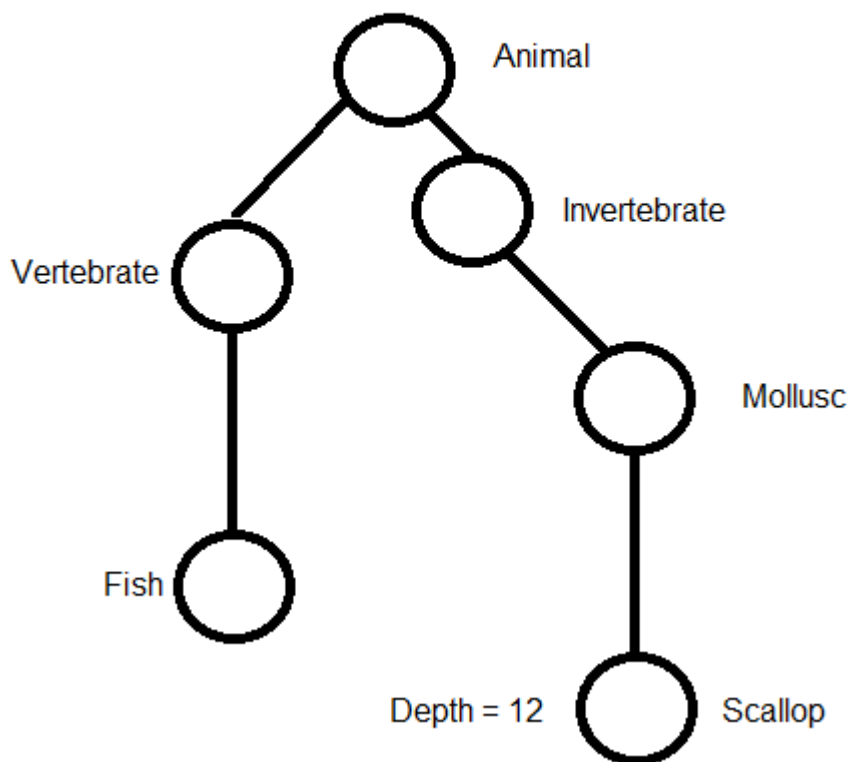 Animal
Invertebrate
Vertebrate
Mollusc
Fish
Depth = 12
Scallop